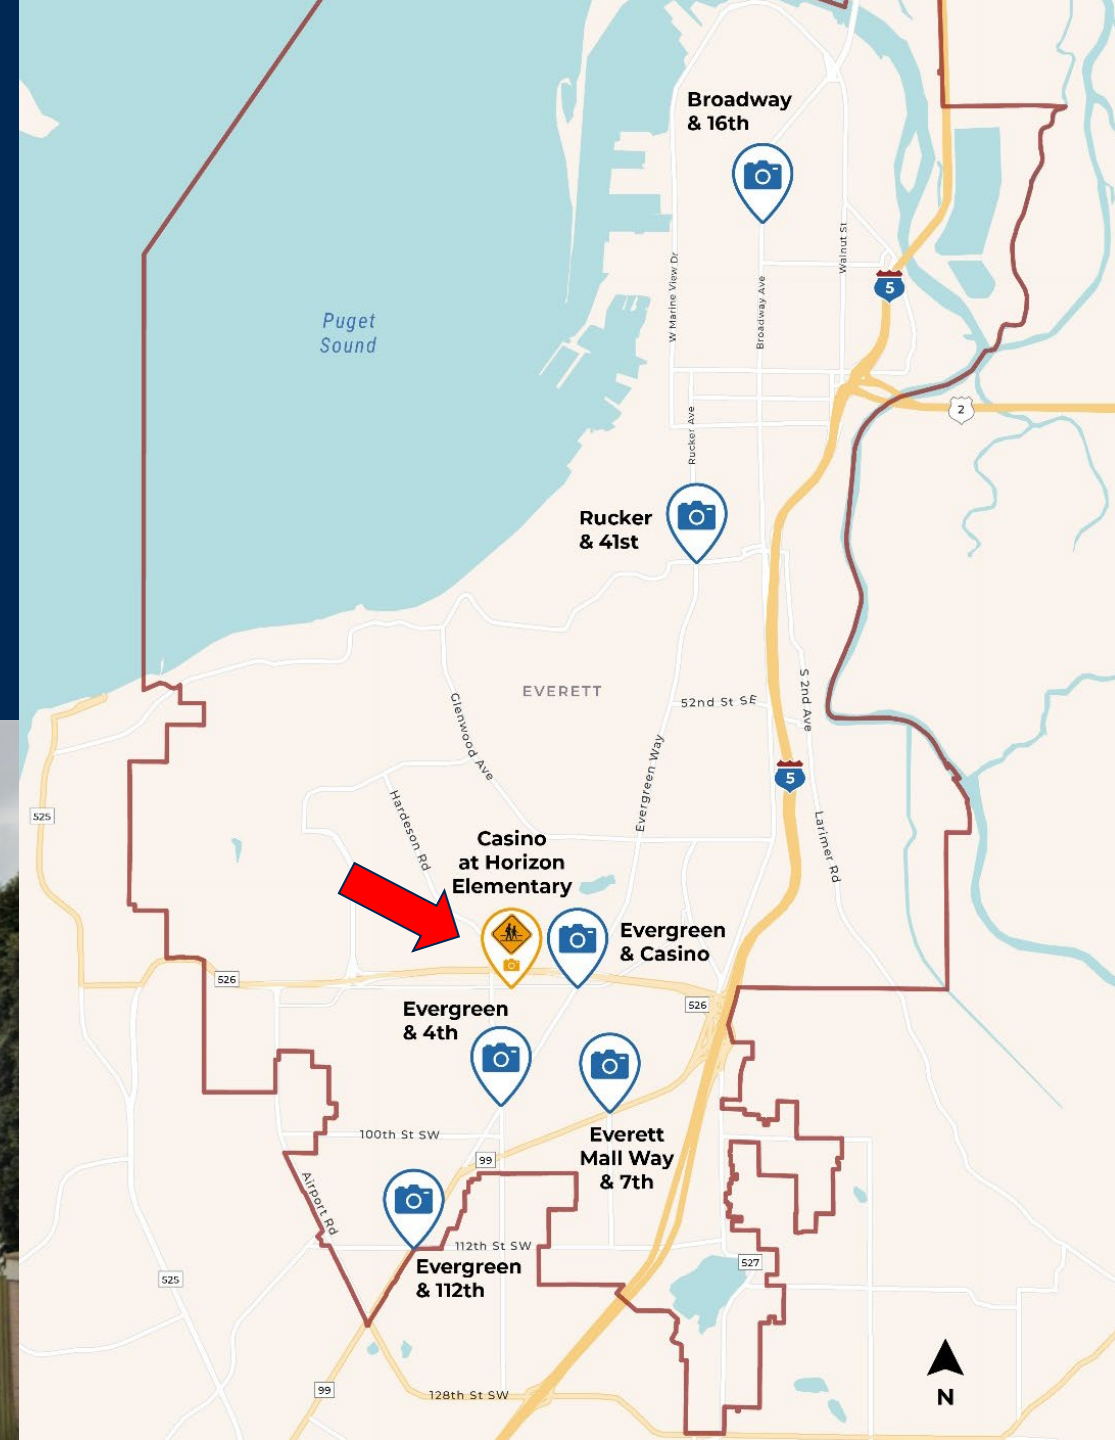 Broadway
& 16th
W Marine View Dr
Broadway Ave
Walnut St
5
Puget
Sound
2
Rucker Ave
Rucker
& 41st
EVERETT
52nd St SE
S 2nd Ave
Glenwood Ave
Evergreen Way
5
Hardeson Rd
Larimer Rd
525
Casino
at Horizon
Elementary
Evergreen
& Casino
526
526
Evergreen
& 4th
100th St SW
99
Everett
Mall Way
& 7th
Airport Rd
112th St SW
Evergreen
& 112th
527
525
99
128th St SW
N